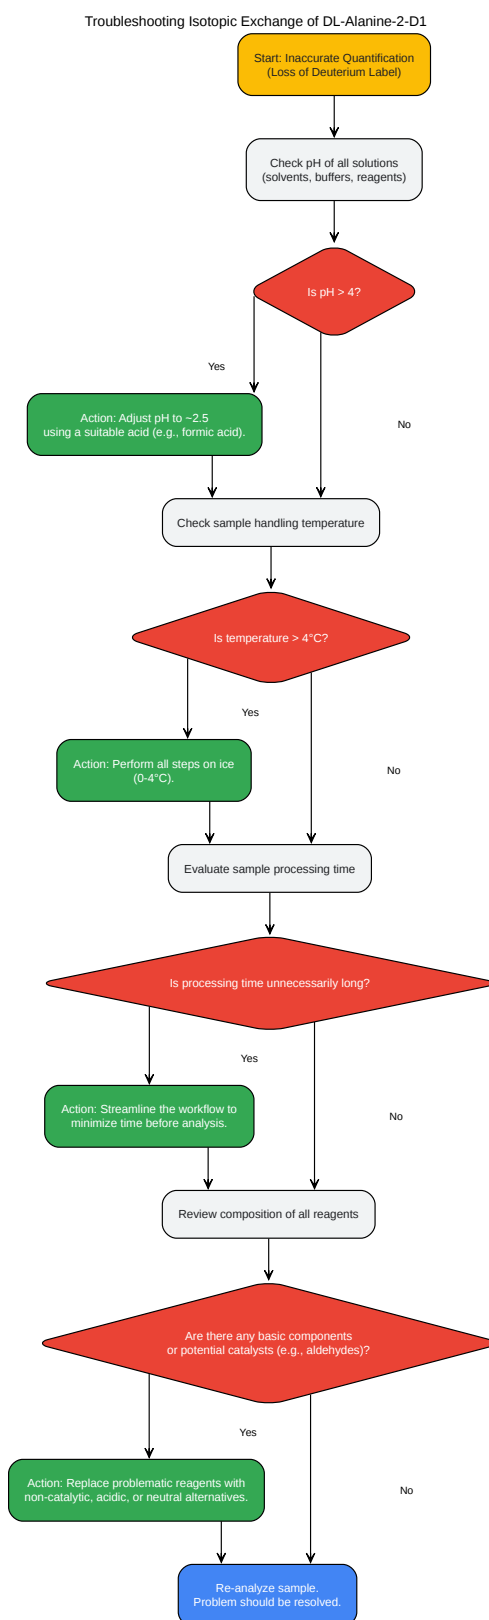 Troubleshooting Isotopic Exchange of DL-Alanine-2-D1
Start: Inaccurate Quantification
(Loss of Deuterium Label)
Check pH of all solutions
(solvents, buffers, reagents)
Is pH > 4?
Yes
Action: Adjust pH to ~2.5
using a suitable acid (e.g., formic acid).
No
Check sample handling temperature
Is temperature > 4°C?
Yes
Action: Perform all steps on ice
(0-4°C).
No
Evaluate sample processing time
Is processing time unnecessarily long?
Yes
Action: Streamline the workflow to
minimize time before analysis.
No
Review composition of all reagents
Are there any basic components
or potential catalysts (e.g., aldehydes)?
Yes
Action: Replace problematic reagents with
non-catalytic, acidic, or neutral alternatives.
No
Re-analyze sample.
Problem should be resolved.